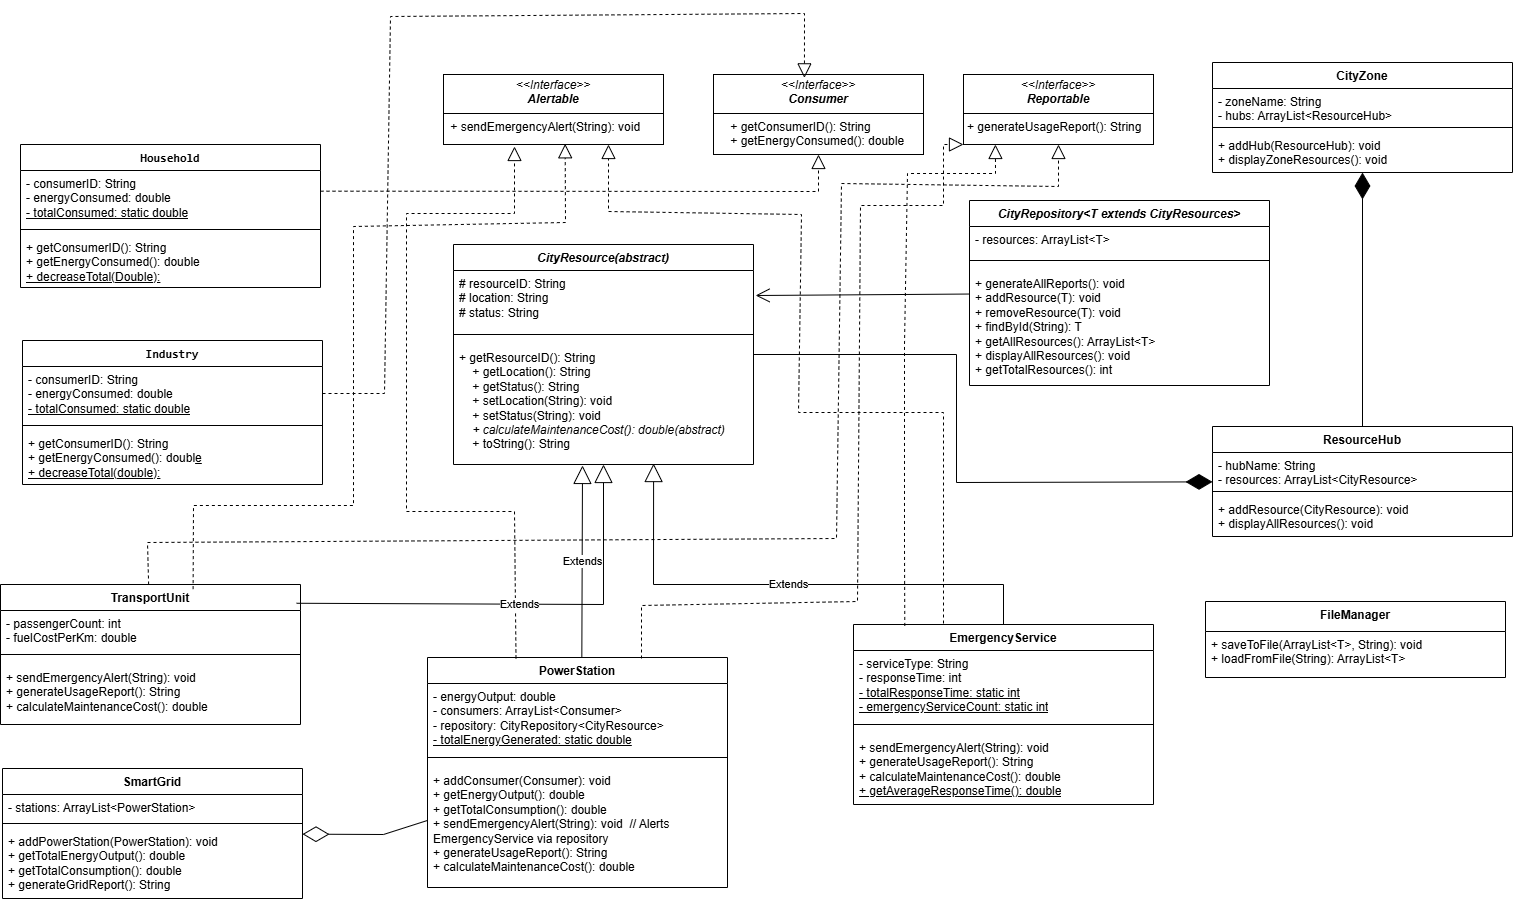 <<Interface>>
Alertable
+ sendEmergencyAlert(String): void
<<Interface>>
Consumer
+ getConsumerID(): String
+ getEnergyConsumed(): double
<<Interface>>
Reportable
+ generateUsageReport(): String
CityZone
- zoneName: String
- hubs: ArrayList<ResourceHub>
+ addHub(ResourceHub): void
+ displayZoneResources(): void
Household
- consumerID: String
- energyConsumed: double
- totalConsumed: static double
+ getConsumerID(): String
+ getEnergyConsumed(): double
+ decreaseTotal(Double):
CityResource(abstract)
# resourceID: String
# location: String
# status: String
+ getResourceID(): String
+ getLocation(): String
+ getStatus(): String
+ setLocation(String): void
+ setStatus(String): void
+ calculateMaintenanceCost(): double(abstract)
+ toString(): String
CityRepository<T extends CityResources>
- resources: ArrayList<T>
+ generateAllReports(): void
+ addResource(T): void
+ removeResource(T): void
+ findById(String): T
+ getAllResources(): ArrayList<T>
+ displayAllResources(): void
+ getTotalResources(): int
Industry
- consumerID: String
- energyConsumed: double
- totalConsumed: static double
+ getConsumerID(): String
+ getEnergyConsumed(): double
+ decreaseTotal(double):
ResourceHub
- hubName: String
- resources: ArrayList<CityResource>
+ addResource(CityResource): void
+ displayAllResources(): void
Extends
Extends
Extends
TransportUnit
- passengerCount: int
- fuelCostPerKm: double
+ sendEmergencyAlert(String): void
+ generateUsageReport(): String
+ calculateMaintenanceCost(): double
PowerStation
- energyOutput: double
- consumers: ArrayList<Consumer>
- repository: CityRepository<CityResource>
- totalEnergyGenerated: static double
+ addConsumer(Consumer): void
+ getEnergyOutput(): double
+ getTotalConsumption(): double
+ sendEmergencyAlert(String): void  // Alerts
EmergencyService via repository
+ generateUsageReport(): String
+ calculateMaintenanceCost(): double
EmergencyService
- serviceType: String
- responseTime: int
- totalResponseTime: static int
- emergencyServiceCount: static int
+ sendEmergencyAlert(String): void
+ generateUsageReport(): String
+ calculateMaintenanceCost(): double
+ getAverageResponseTime(): double
FileManager
+ saveToFile(ArrayList<T>, String): void
+ loadFromFile(String): ArrayList<T>
SmartGrid
- stations: ArrayList<PowerStation>
+ addPowerStation(PowerStation): void
+ getTotalEnergyOutput(): double
+ getTotalConsumption(): double
+ generateGridReport(): String